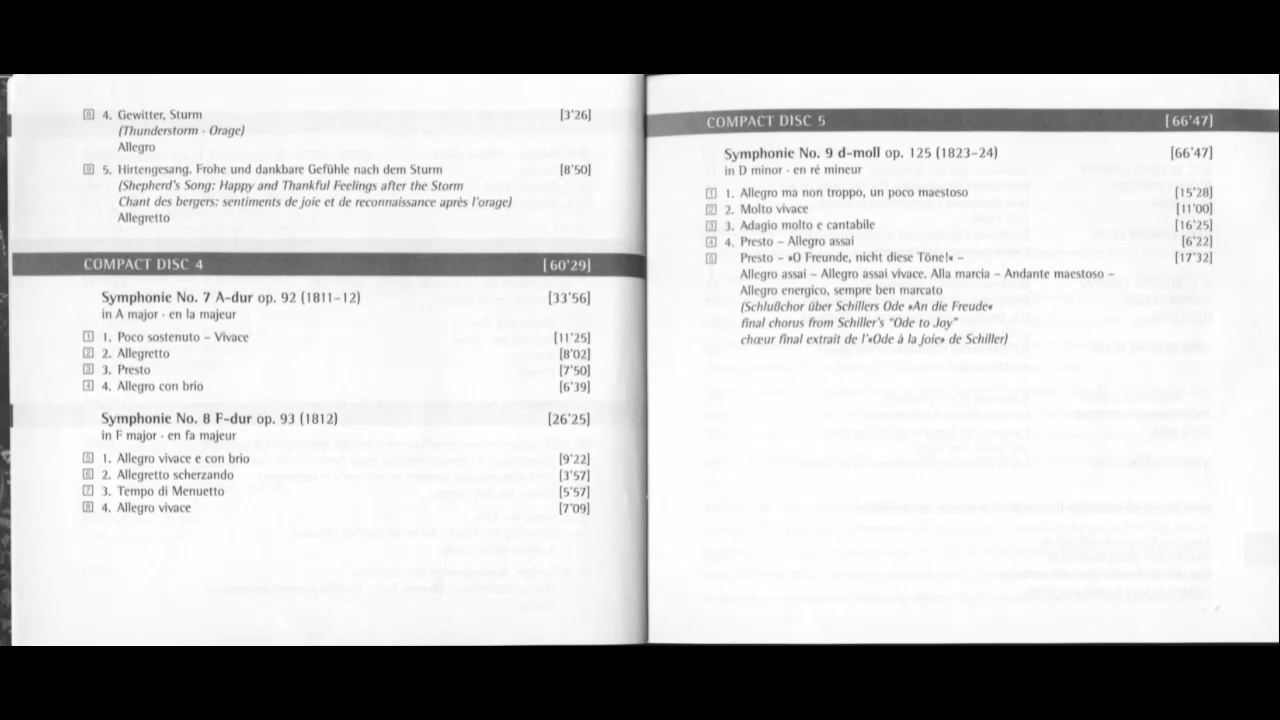 8 4. Gewitter, Sturm [3'26]
(Thunderstorm · Orage)
Allegro
9 5. Hirtengesang. Frohe und dankbare Gefühle nach dem Sturm [8'50]
(Shepherd's Song: Happy and Thankful Feelings after the Storm
Chant des bergers: sentiments de joie et de reconnaissance après l'orage)
Allegretto
COMPACT DISC 4 [60'29]
Symphonie No. 7 A-dur op. 92 (1811–12) [33'56]
in A major · en la majeur
1 1. Poco sostenuto – Vivace [11'25]
2 2. Allegretto [8'02]
3 3. Presto [7'50]
4 4. Allegro con brio [6'39]
Symphonie No. 8 F-dur op. 93 (1812) [26'25]
in F major · en fa majeur
5 1. Allegro vivace e con brio [9'22]
6 2. Allegretto scherzando [3'57]
7 3. Tempo di Menuetto [5'57]
8 4. Allegro vivace [7'09]
COMPACT DISC 5 [66'47]
Symphonie No. 9 d-moll op. 125 (1823–24) [66'47]
in D minor · en ré mineur
1 1. Allegro ma non troppo, un poco maestoso [15'28]
2 2. Molto vivace [11'00]
3 3. Adagio molto e cantabile [16'25]
4 4. Presto – Allegro assai [6'22]
5 Presto – »O Freunde, nicht diese Töne!« – [17'32]
Allegro assai – Allegro assai vivace. Alla marcia – Andante maestoso –
Allegro energico, sempre ben marcato
(Schlußchor über Schillers Ode »An die Freude«
final chorus from Schiller's "Ode to Joy"
chœur final extrait de l'«Ode à la joie» de Schiller)